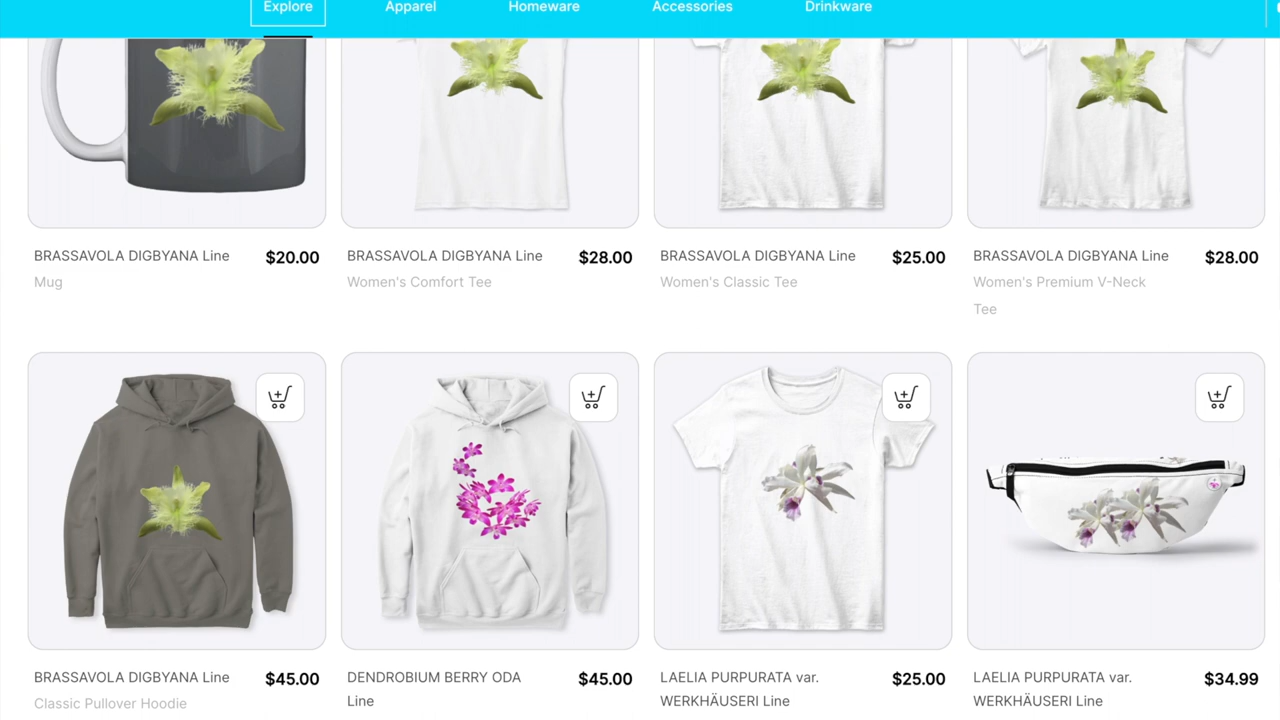 Explore
Apparel
Homeware
Accessories
Drinkware
BRASSAVOLA DIGBYANA Line
$20.00
Mug
BRASSAVOLA DIGBYANA Line
$28.00
Women's Comfort Tee
BRASSAVOLA DIGBYANA Line
$25.00
Women's Classic Tee
BRASSAVOLA DIGBYANA Line
$28.00
Women's Premium V-Neck
Tee
BRASSAVOLA DIGBYANA Line
$45.00
Classic Pullover Hoodie
DENDROBIUM BERRY ODA
Line
$45.00
LAELIA PURPURATA var.
WERKHÄUSERI Line
$25.00
LAELIA PURPURATA var.
WERKHÄUSERI Line
$34.99